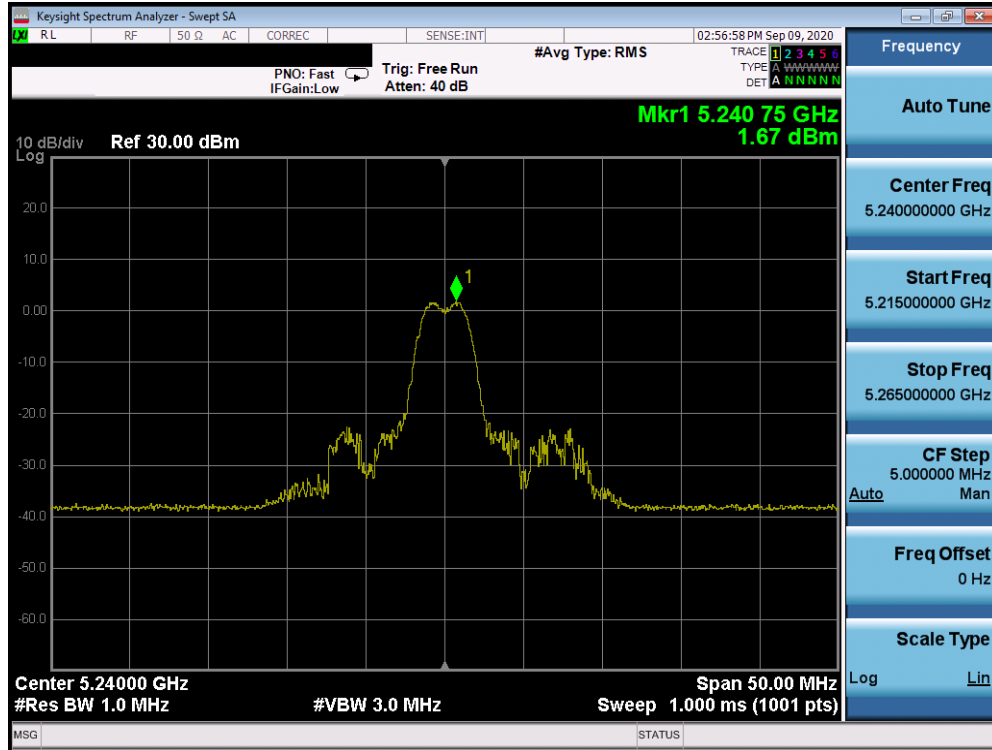 Keysight Spectrum Analyzer - Swept SA
LXI RL RF 50 Ω AC CORREC SENSE:INT 02:56:58 PM Sep 09, 2020
PNO: Fast
IFGain:Low
Trig: Free Run
Atten: 40 dB
#Avg Type: RMS
TRACE 1 2 3 4 5 6
TYPE A WWWWW
DET A N N N N N
Mkr1 5.240 75 GHz
1.67 dBm
10 dB/div Ref 30.00 dBm
Log
20.0
10.0
0.00
-10.0
-20.0
-30.0
-40.0
-50.0
-60.0
1
Center 5.24000 GHz Span 50.00 MHz
#Res BW 1.0 MHz #VBW 3.0 MHz Sweep 1.000 ms (1001 pts)
MSG STATUS
Frequency
Auto Tune
Center Freq
5.240000000 GHz
Start Freq
5.215000000 GHz
Stop Freq
5.265000000 GHz
CF Step
5.000000 MHz
Auto Man
Freq Offset
0 Hz
Scale Type
Log Lin